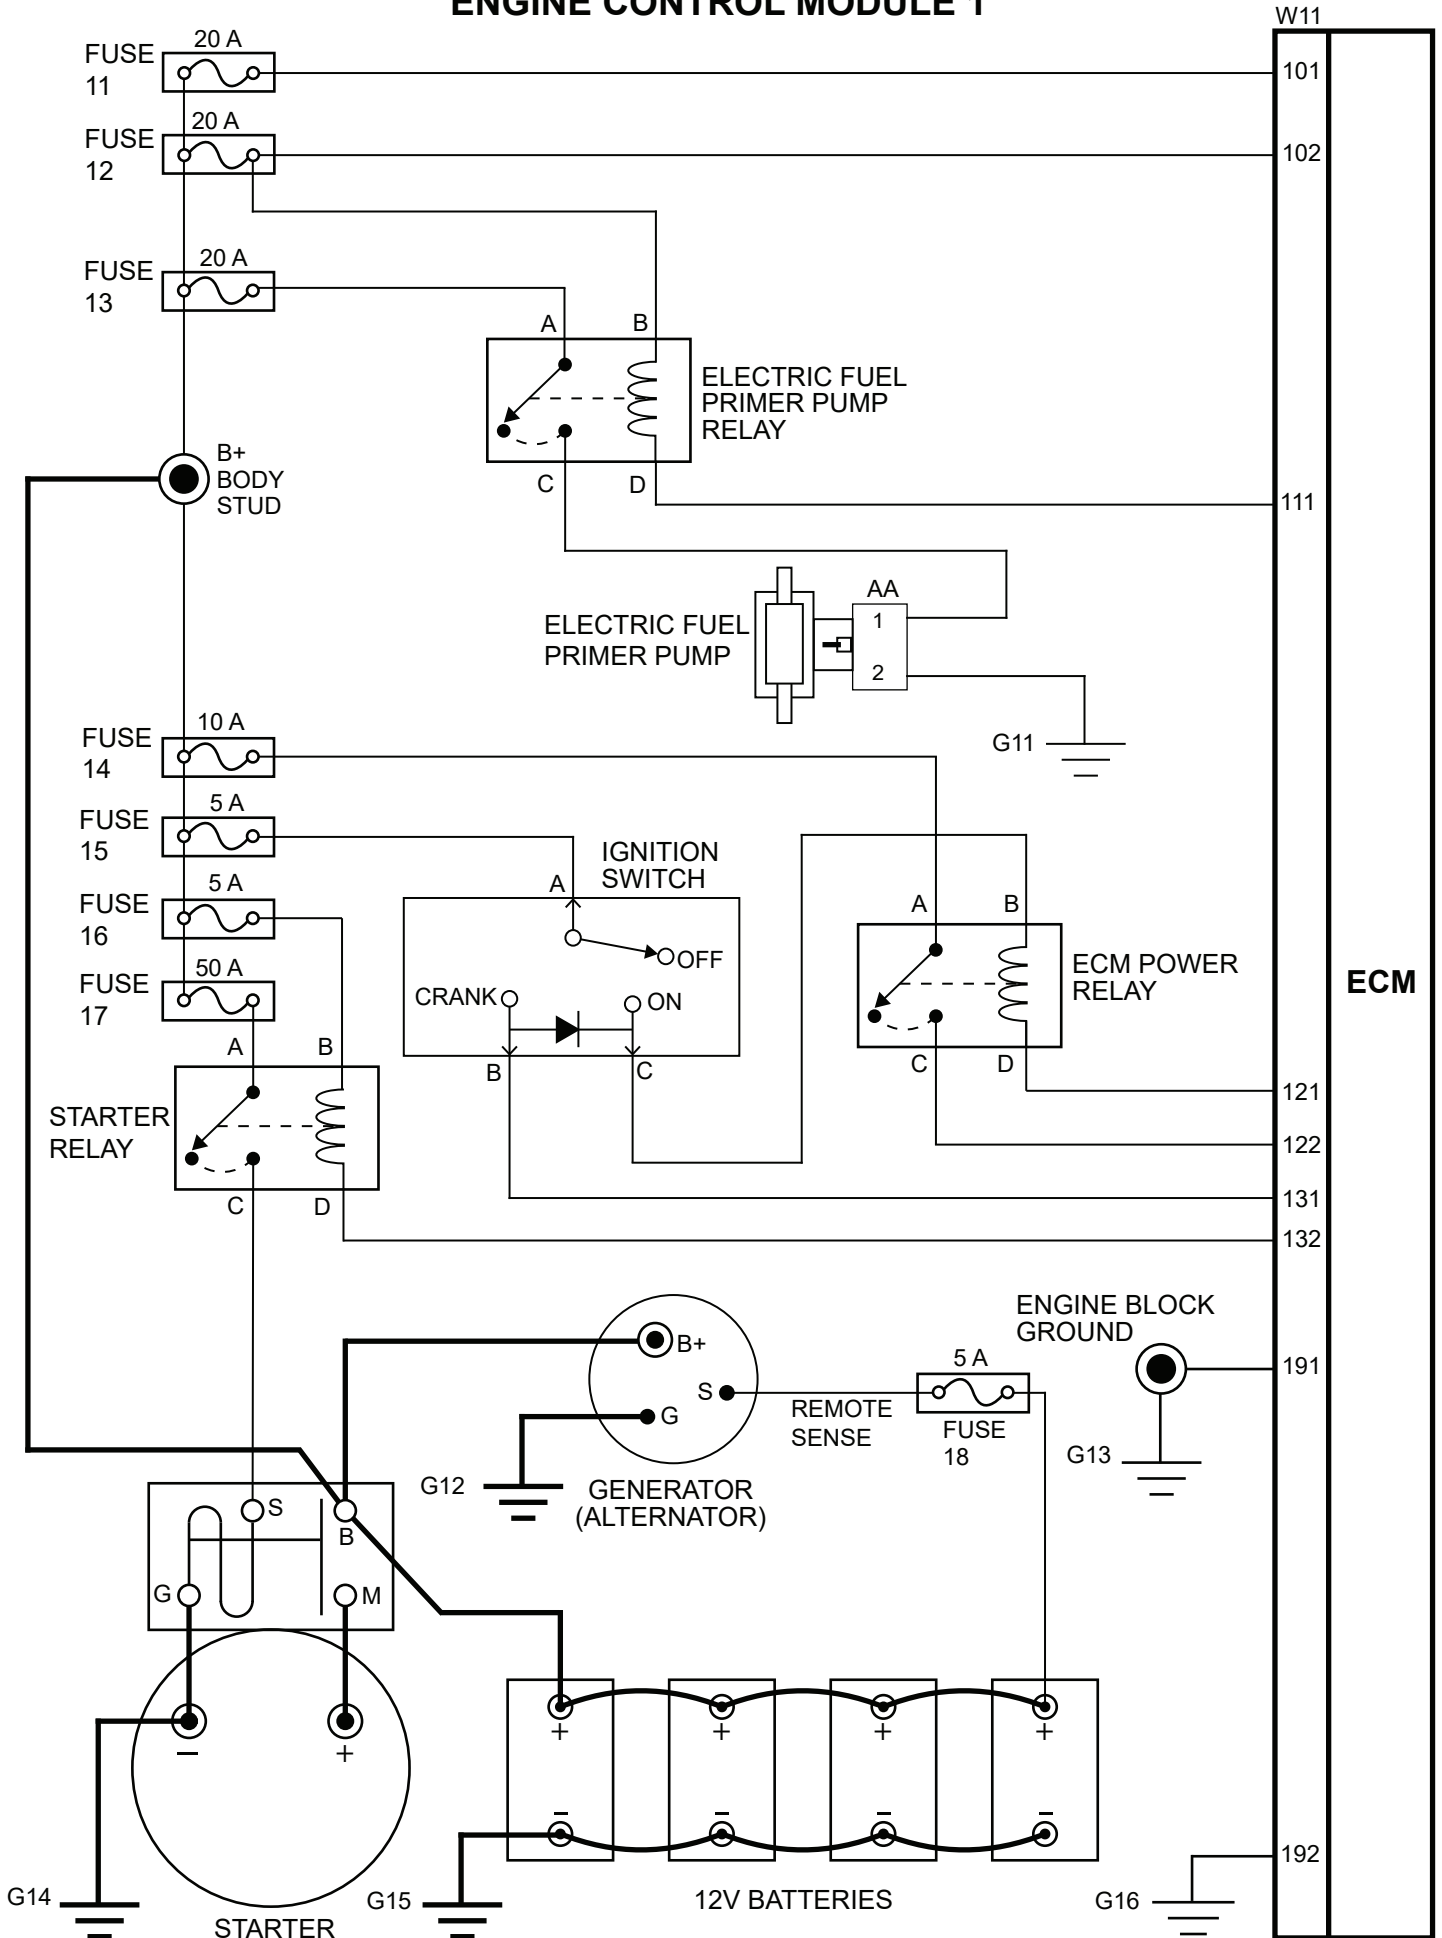 ENGINE CONTROL MODULE 1
W11
20 A
FUSE
11
101
20 A
FUSE
12
102
20 A
FUSE
13
A
B
ELECTRIC FUEL
PRIMER PUMP
RELAY
B+
BODY
STUD
C
D
111
AA
1
2
ELECTRIC FUEL
PRIMER PUMP
G11
10 A
FUSE
14
5 A
FUSE
15
IGNITION
SWITCH
A
5 A
FUSE
16
A
B
OFF
ECM POWER
RELAY
ECM
50 A
FUSE
17
CRANK
ON
A
B
B
C
C
D
121
STARTER
RELAY
122
131
C
D
132
ENGINE BLOCK
GROUND
B+
5 A
191
S
G
REMOTE
SENSE
FUSE
18
G13
G12
GENERATOR
(ALTERNATOR)
S
B
G
M
+
+
+
+
–
+
–
–
–
–
192
G14
G15
12V BATTERIES
G16
STARTER